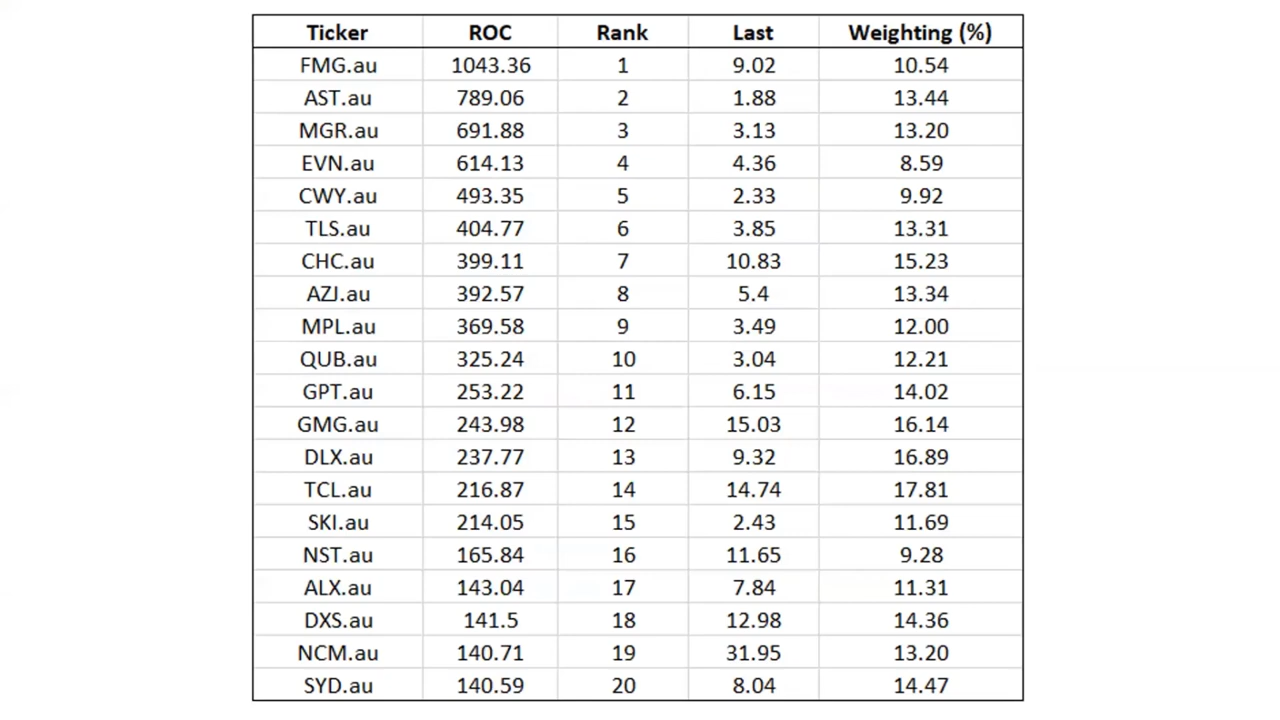 Ticker ROC Rank Last Weighting (%)
FMG.au 1043.36 1 9.02 10.54
AST.au 789.06 2 1.88 13.44
MGR.au 691.88 3 3.13 13.20
EVN.au 614.13 4 4.36 8.59
CWY.au 493.35 5 2.33 9.92
TLS.au 404.77 6 3.85 13.31
CHC.au 399.11 7 10.83 15.23
AZJ.au 392.57 8 5.4 13.34
MPL.au 369.58 9 3.49 12.00
QUB.au 325.24 10 3.04 12.21
GPT.au 253.22 11 6.15 14.02
GMG.au 243.98 12 15.03 16.14
DLX.au 237.77 13 9.32 16.89
TCL.au 216.87 14 14.74 17.81
SKI.au 214.05 15 2.43 11.69
NST.au 165.84 16 11.65 9.28
ALX.au 143.04 17 7.84 11.31
DXS.au 141.5 18 12.98 14.36
NCM.au 140.71 19 31.95 13.20
SYD.au 140.59 20 8.04 14.47